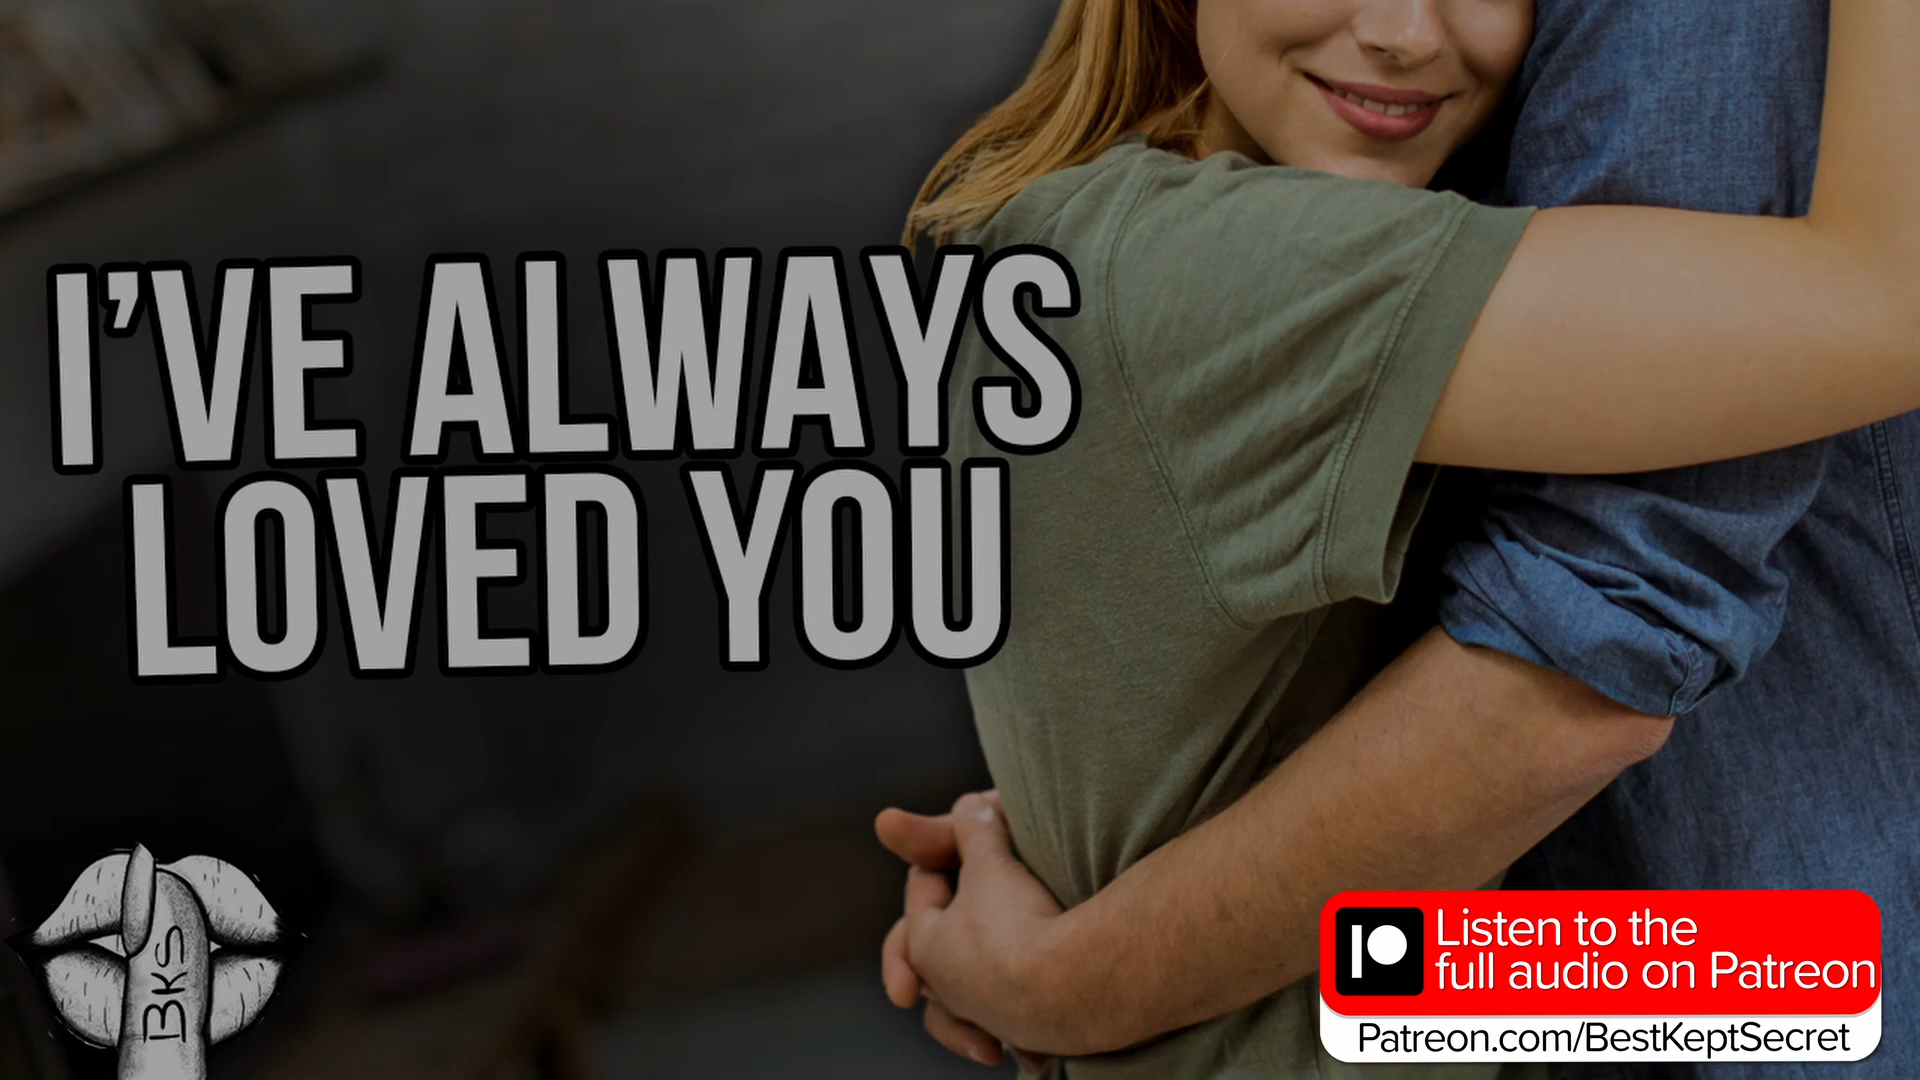 I'VE ALWAYS
LOVED YOU
BKS
Listen to the
full audio on Patreon
Patreon.com/BestKeptSecret